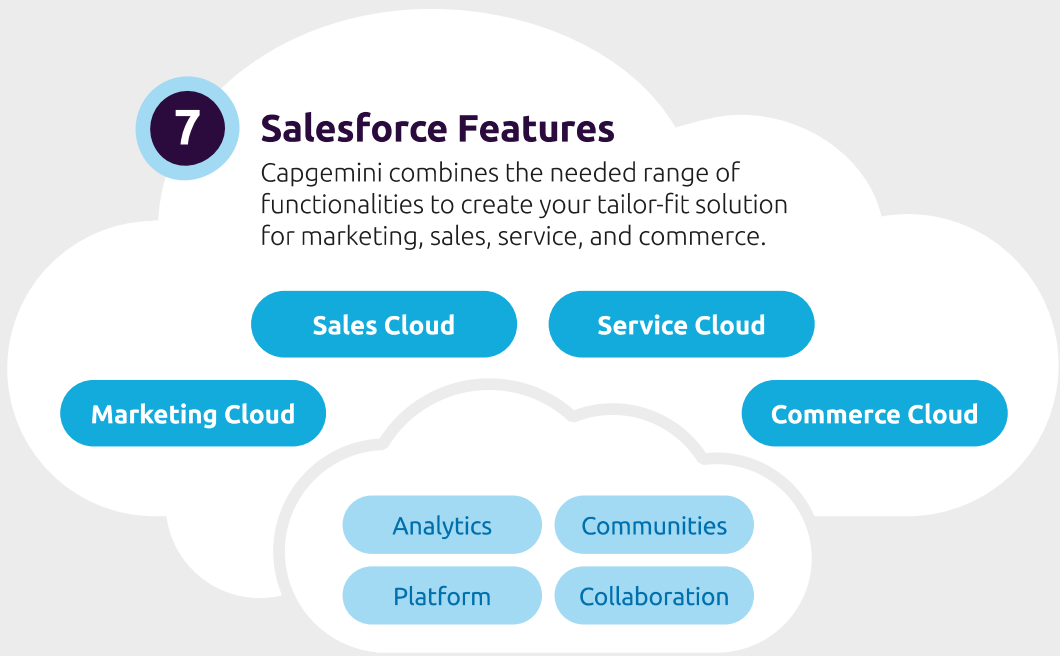 7
Salesforce Features
Capgemini combines the needed range of
functionalities to create your tailor-fit solution
for marketing, sales, service, and commerce.
Sales Cloud
Service Cloud
Marketing Cloud
Commerce Cloud
Analytics
Communities
Platform
Collaboration